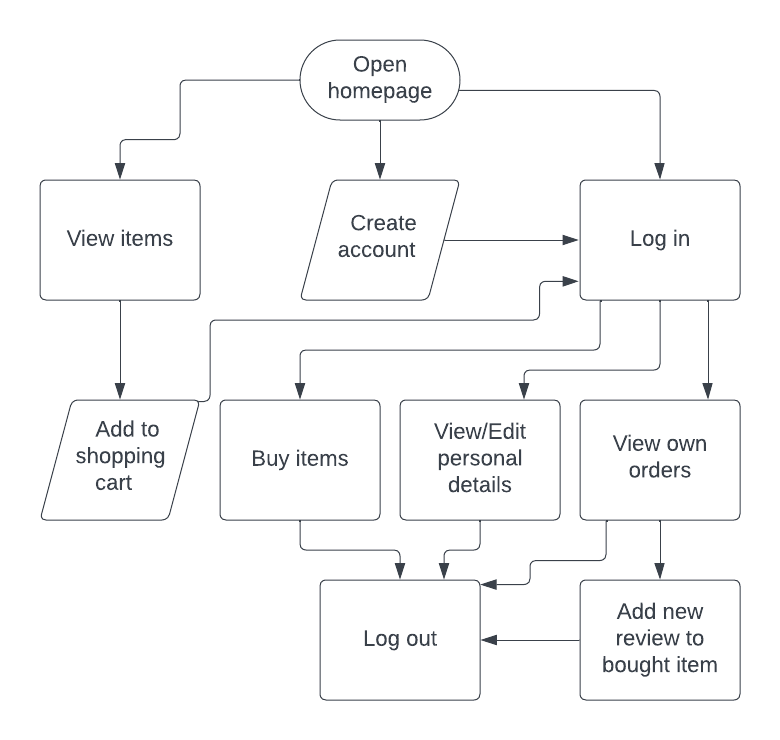 Open
homepage
View items
Create
account
Log in
Add to
shopping
cart
Buy items
View/Edit
personal
details
View own
orders
Log out
Add new
review to
bought item